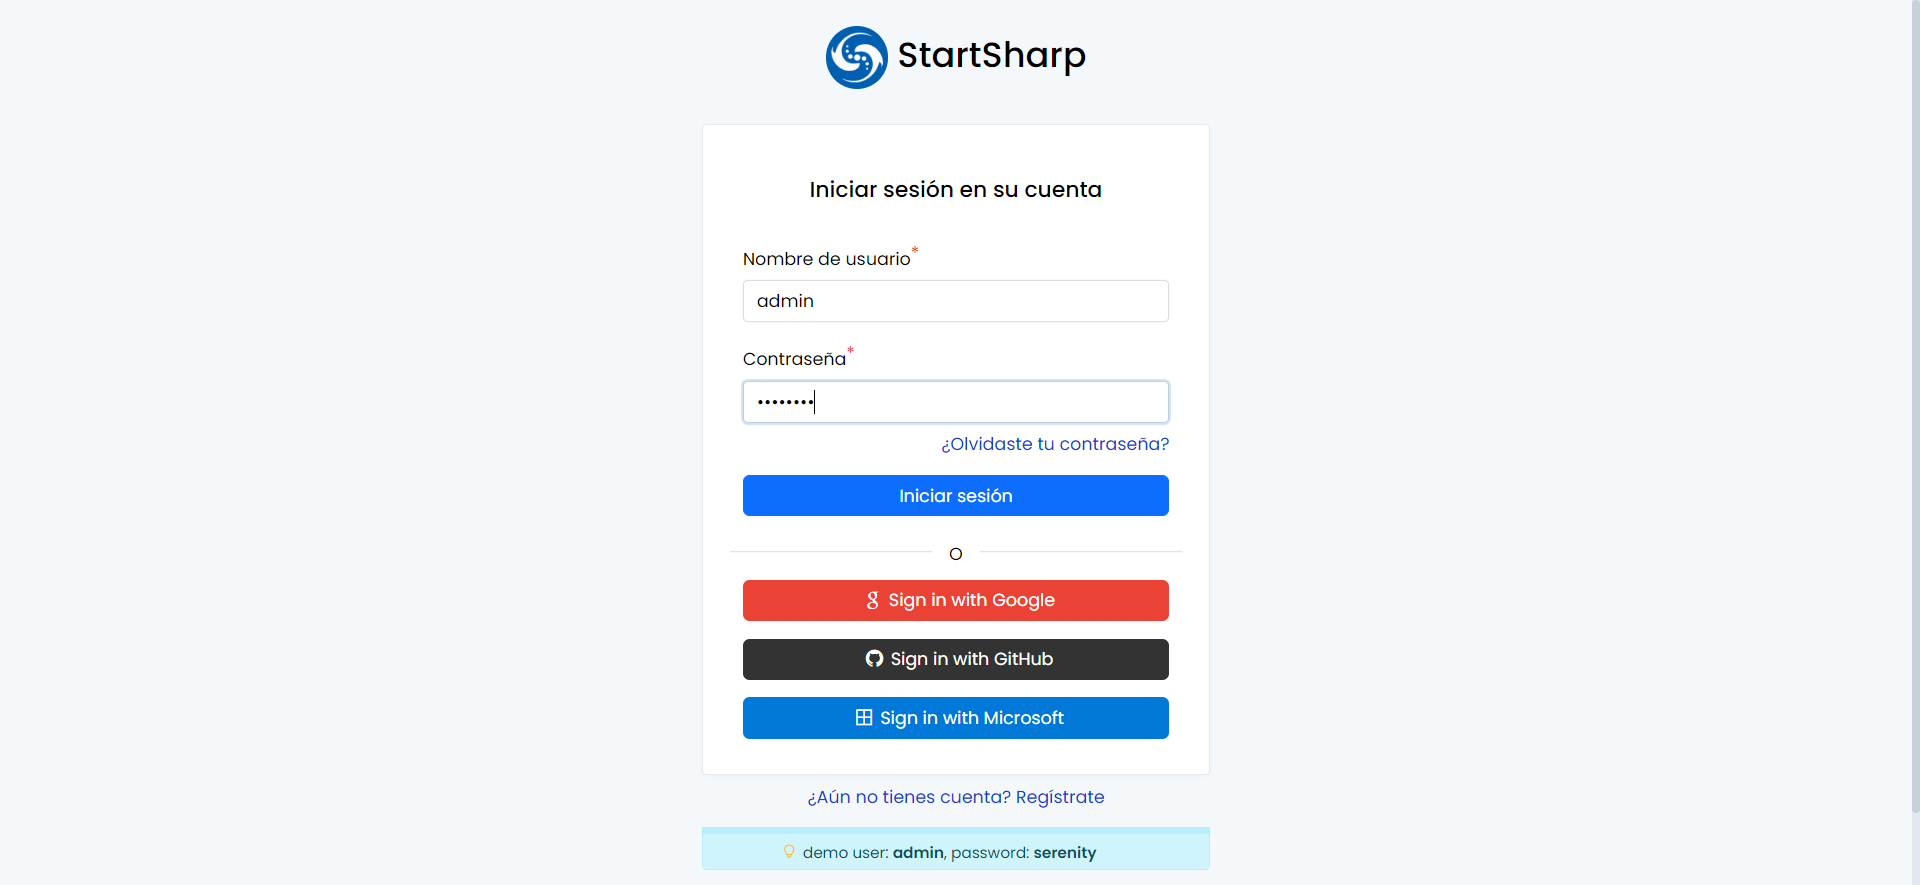 StartSharp
Iniciar sesión en su cuenta
Nombre de usuario*
admin
Contraseña*
••••••••
¿Olvidaste tu contraseña?
Iniciar sesión
O
Sign in with Google
Sign in with GitHub
Sign in with Microsoft
¿Aún no tienes cuenta? Regístrate
demo user: admin, password: serenity